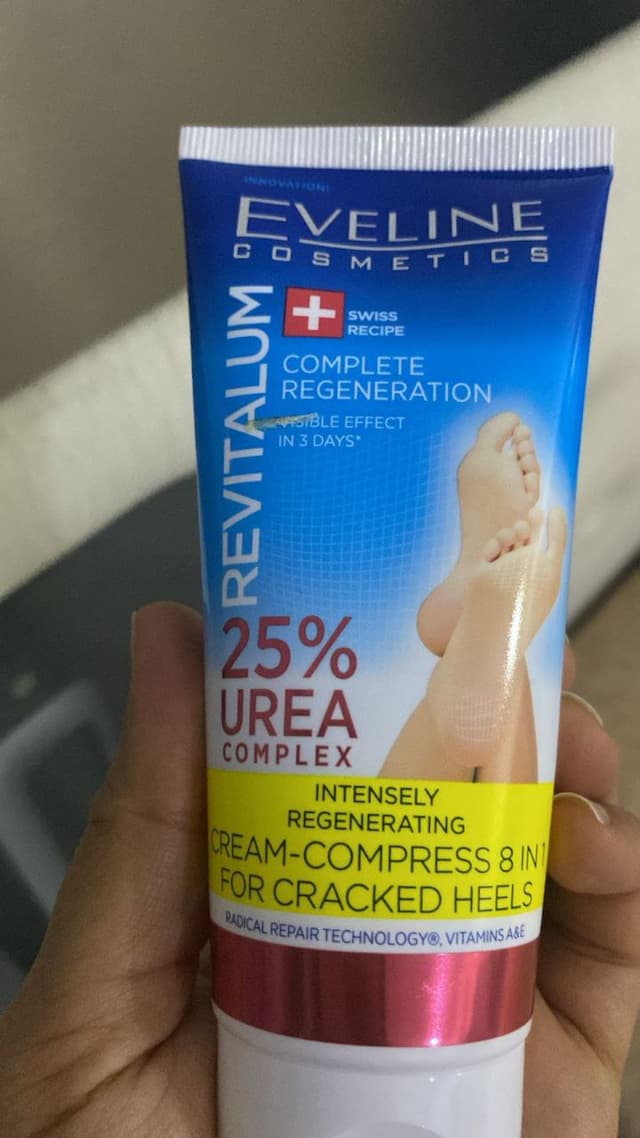 INNOVATION!
EVELINE
COSMETICS
REVITALUM
SWISS
RECIPE
COMPLETE
REGENERATION
VISIBLE EFFECT
IN 3 DAYS*
25%
UREA
COMPLEX
INTENSELY
REGENERATING
CREAM-COMPRESS 8 IN 1
FOR CRACKED HEELS
RADICAL REPAIR TECHNOLOGY®, VITAMINS A&E